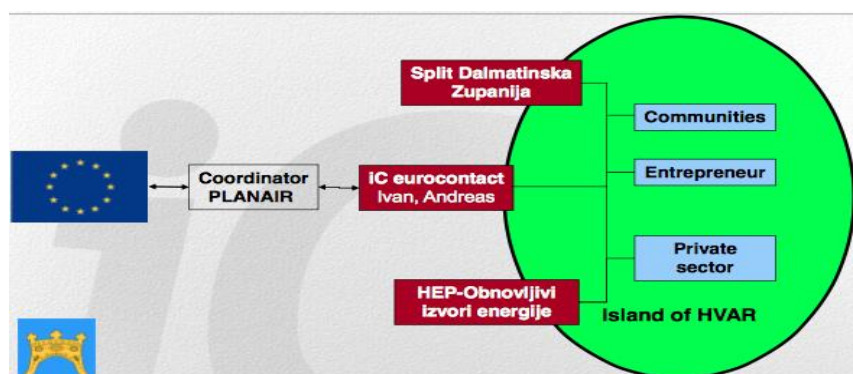 Split Dalmatinska
Zupanija
Communities
Entrepreneur
Coordinator
PLANAIR
iC eurocontact
Ivan, Andreas
Private
sector
HEP-Obnovljivi
izvori energije
Island of HVAR
iC